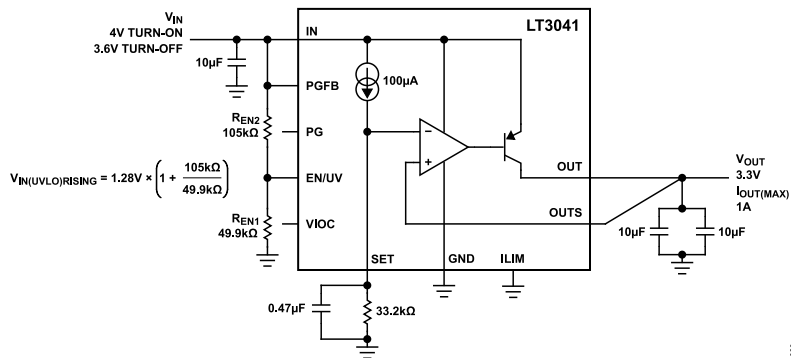 V_IN
4V TURN-ON
3.6V TURN-OFF
10µF
IN
LT3041
PGFB
100µA
R_EN2
105kΩ
PG
−
+
V_IN(UVLO)RISING = 1.28V × (1 + 105kΩ / 49.9kΩ)
EN/UV
OUT
V_OUT
3.3V
I_OUT(MAX)
1A
R_EN1
49.9kΩ
VIOC
OUTS
10µF
10µF
SET
GND
ILIM
0.47µF
33.2kΩ